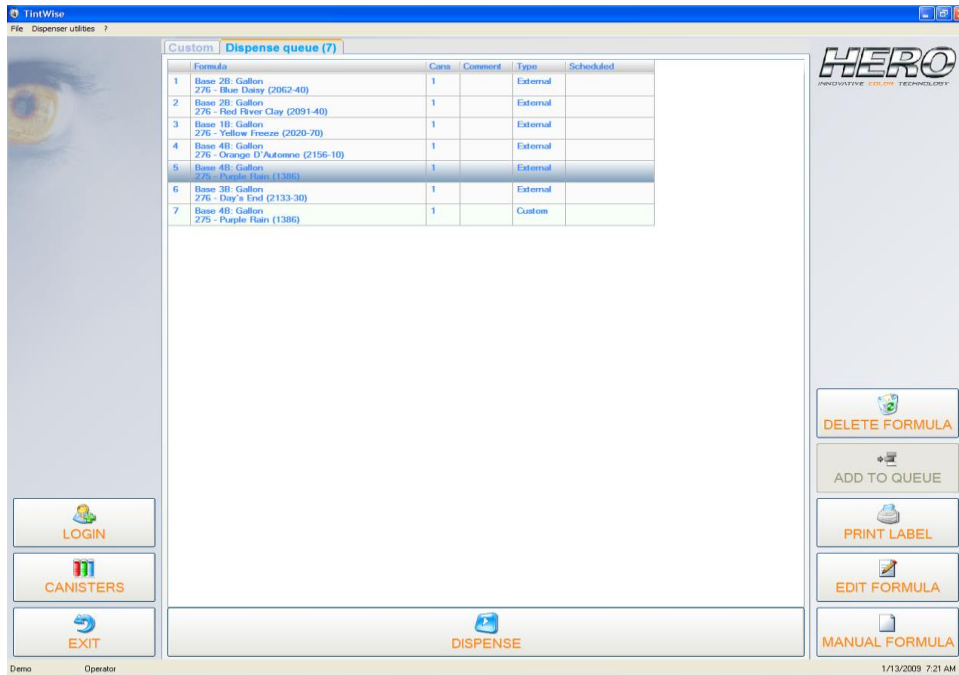 TintWise
File Dispenser utilities ?
Custom Dispense queue (7)
Formula Cans Comment Type Scheduled
1 Base 2B: Gallon 1 External
276 - Blue Daisy (2062-40)
2 Base 2B: Gallon 1 External
276 - Red River Clay (2091-40)
3 Base 1B: Gallon 1 External
276 - Yellow Freeze (2020-70)
4 Base 4B: Gallon 1 External
276 - Orange D'Automne (2156-10)
5 Base 4B: Gallon 1 External
275 - Purple Rain (1386)
6 Base 3B: Gallon 1 External
276 - Day's End (2133-30)
7 Base 4B: Gallon 1 Custom
275 - Purple Rain (1386)
HERO
INNOVATIVE COLOR TECHNOLOGY
DELETE FORMULA
ADD TO QUEUE
LOGIN
PRINT LABEL
CANISTERS
EDIT FORMULA
EXIT
DISPENSE
MANUAL FORMULA
Demo Operator 1/13/2009 7:21 AM